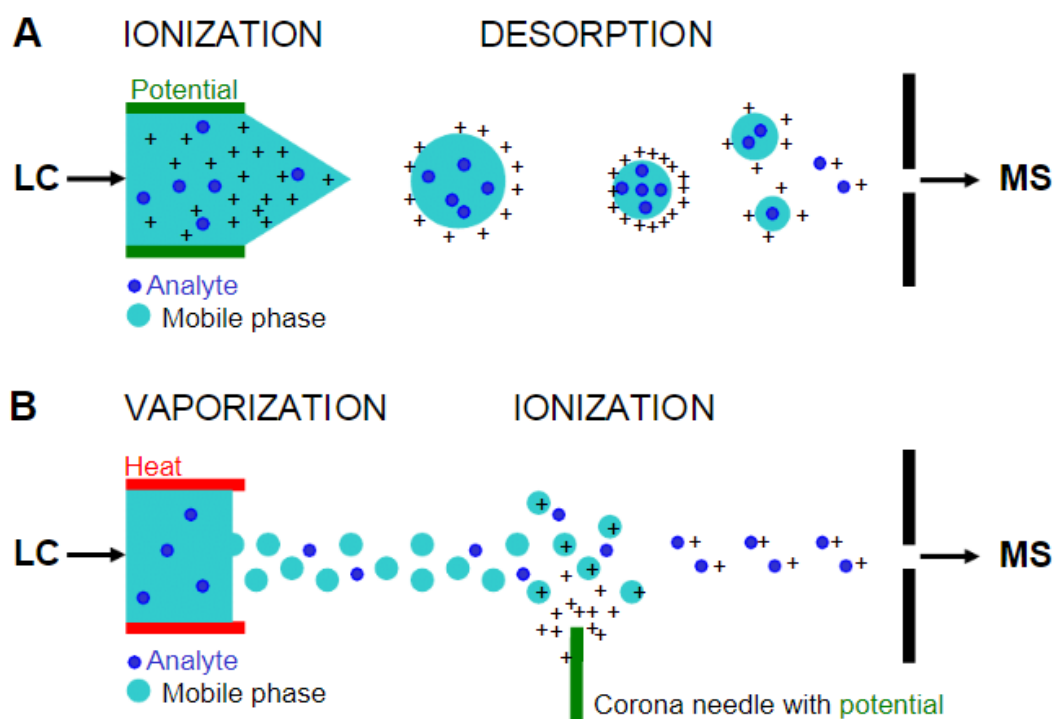 A IONIZATION DESORPTION
Potential
LC MS
Analyte
Mobile phase
B VAPORIZATION IONIZATION
Heat
LC MS
Analyte
Mobile phase
Corona needle with potential